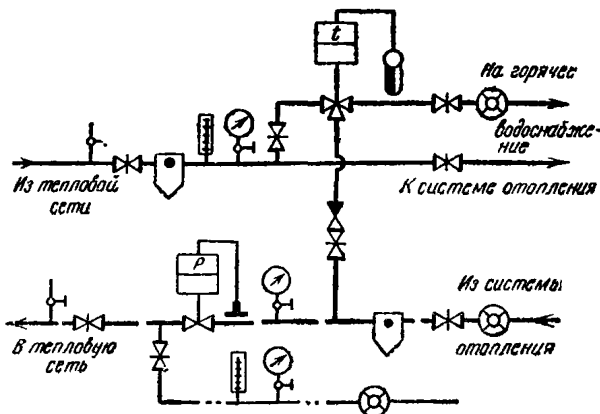 t
На горячее
водоснабже-
ние
Из тепловой
сети
К системе отопления
P
Из системы
отопления
В тепловую
сеть